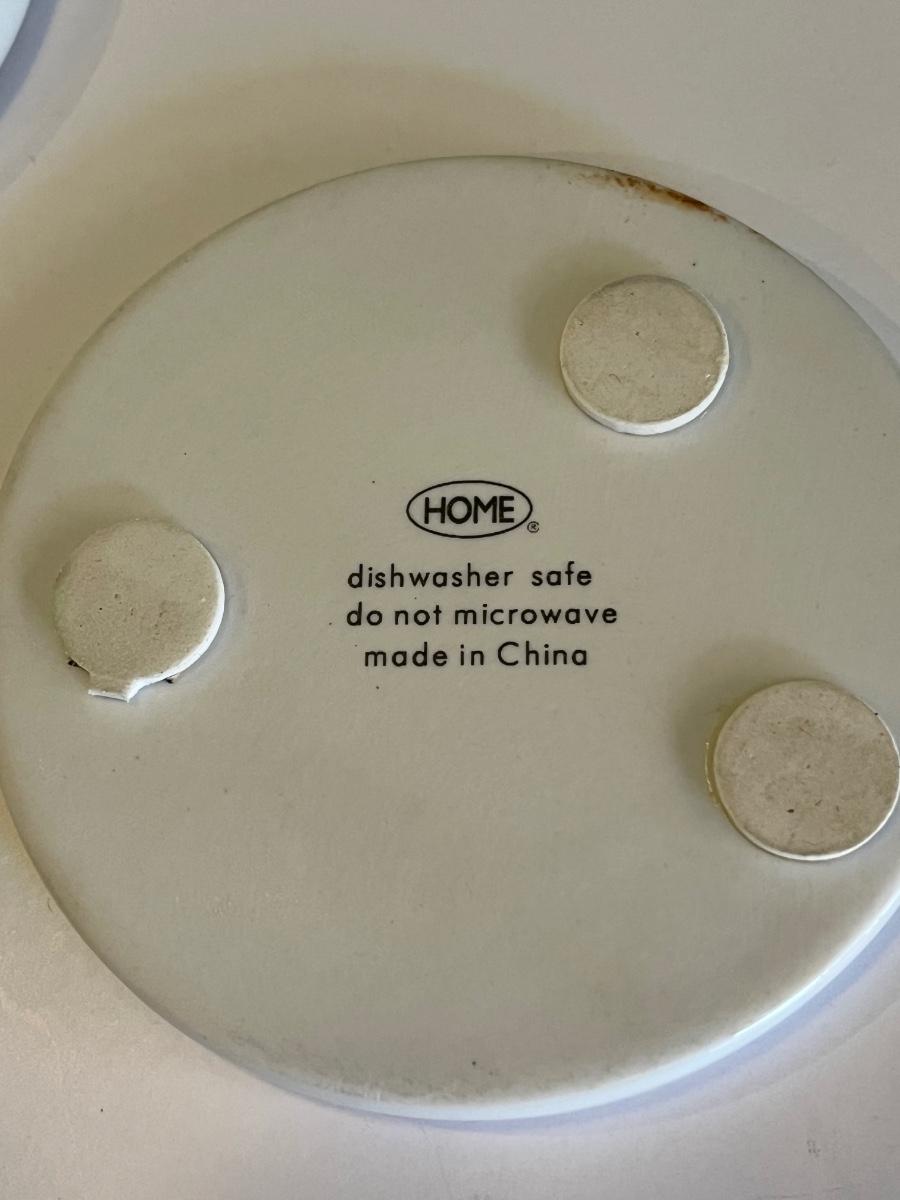 HOME®
dishwasher safe
do not microwave
made in China